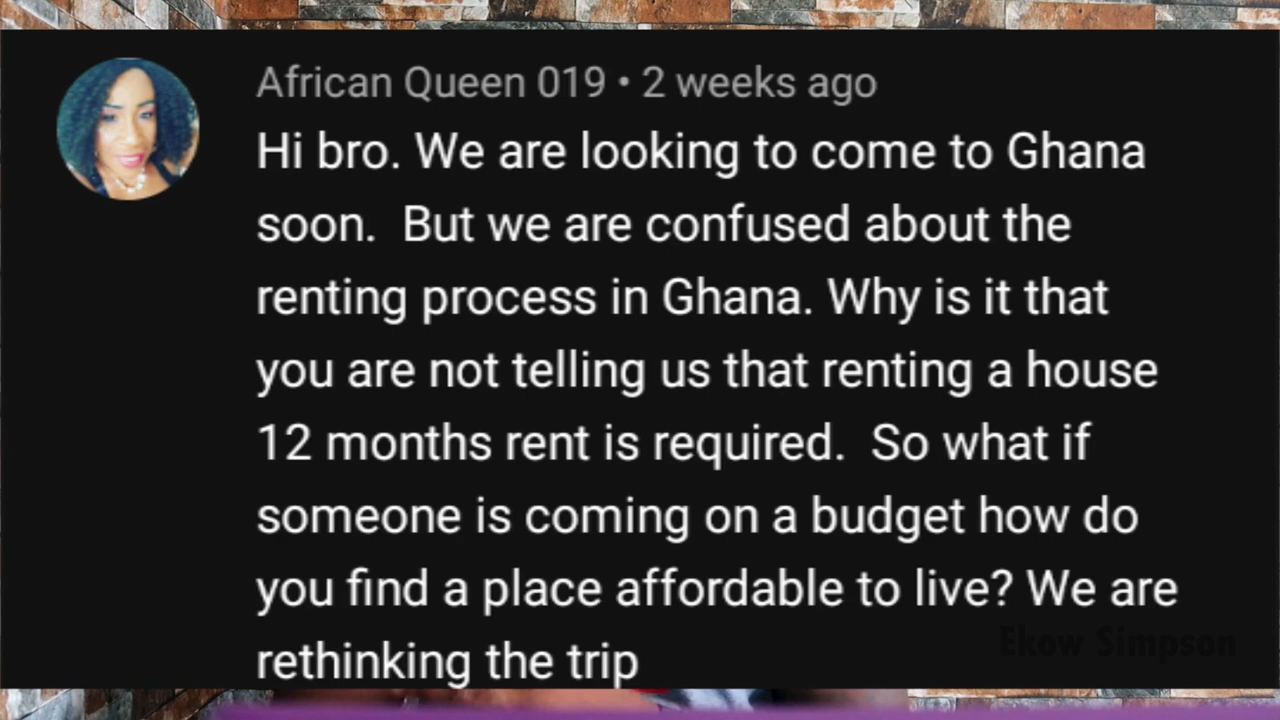 African Queen 019 • 2 weeks ago
Hi bro. We are looking to come to Ghana
soon.  But we are confused about the
renting process in Ghana. Why is it that
you are not telling us that renting a house
12 months rent is required.  So what if
someone is coming on a budget how do
you find a place affordable to live? We are
Ekow Simpson
rethinking the trip